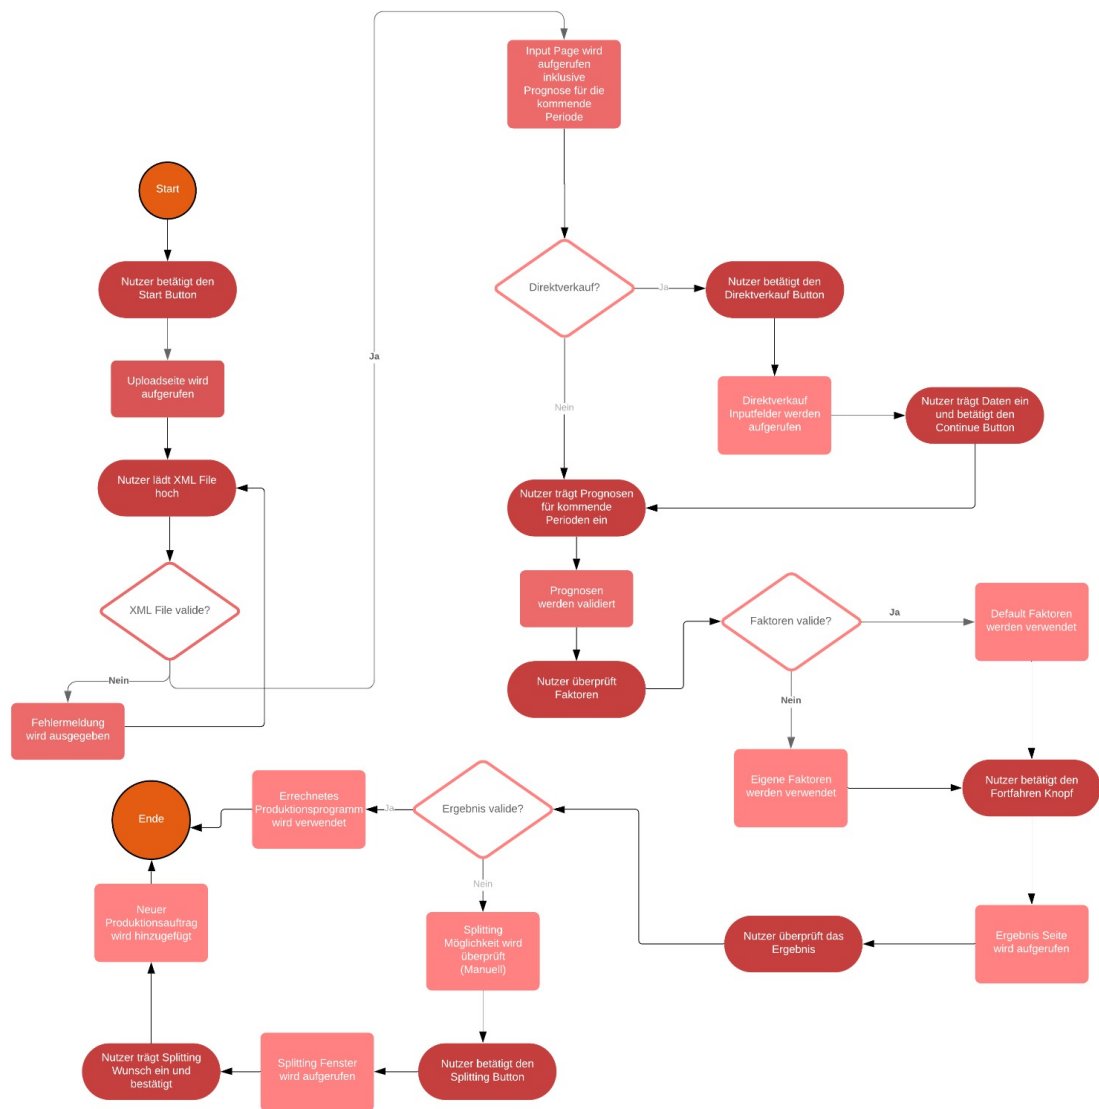 Start
Nutzer betätigt den
Start Button
Uploadseite wird
aufgerufen
Nutzer lädt XML File
hoch
XML File valide?
Nein
Fehlermeldung
wird ausgegeben
Ja
Input Page wird
aufgerufen
inklusive
Prognose für die
kommende
Periode
Direktverkauf?
Ja
Nutzer betätigt den
Direktverkauf Button
Direktverkauf
Inputfelder werden
aufgerufen
Nutzer trägt Daten ein
und betätigt den
Continue Button
Nein
Nutzer trägt Prognosen
für kommende
Perioden ein
Prognosen
werden validiert
Nutzer überprüft
Faktoren
Faktoren valide?
Ja
Default Faktoren
werden verwendet
Nein
Eigene Faktoren
werden verwendet
Nutzer betätigt den
Fortfahren Knopf
Ergebnis Seite
wird aufgerufen
Nutzer überprüft das
Ergebnis
Ergebnis valide?
Ja
Errechnetes
Produktionsprogramm
wird verwendet
Ende
Nein
Splitting
Möglichkeit wird
überprüft
(Manuell)
Nutzer betätigt den
Splitting Button
Splitting Fenster
wird aufgerufen
Nutzer trägt Splitting
Wunsch ein und
bestätigt
Neuer
Produktionsauftrag
wird hinzugefügt